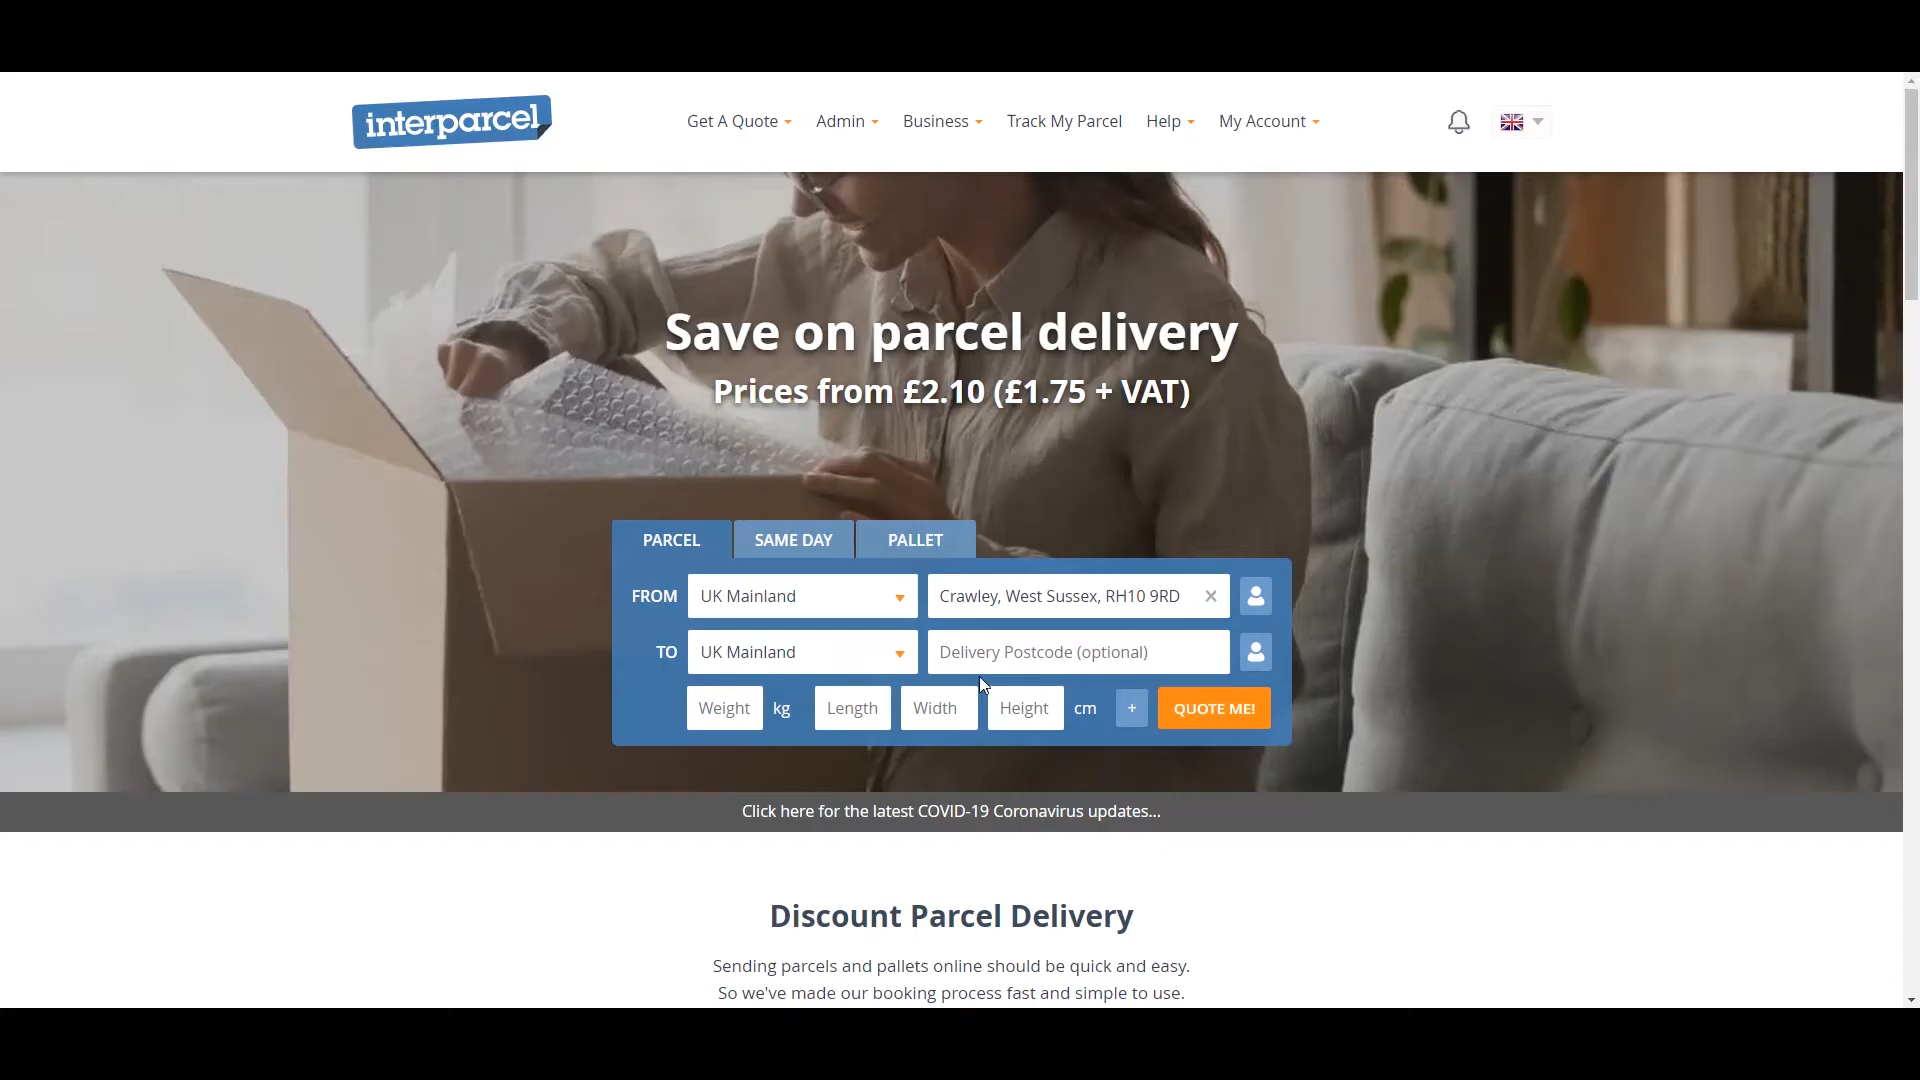 interparcel
Get A Quote Admin Business Track My Parcel Help My Account
Save on parcel delivery
Prices from £2.10 (£1.75 + VAT)
PARCEL SAME DAY PALLET
FROM UK Mainland Crawley, West Sussex, RH10 9RD ×
TO UK Mainland Delivery Postcode (optional)
Weight kg Length Width Height cm + QUOTE ME!
Click here for the latest COVID-19 Coronavirus updates...
Discount Parcel Delivery
Sending parcels and pallets online should be quick and easy.
So we've made our booking process fast and simple to use.